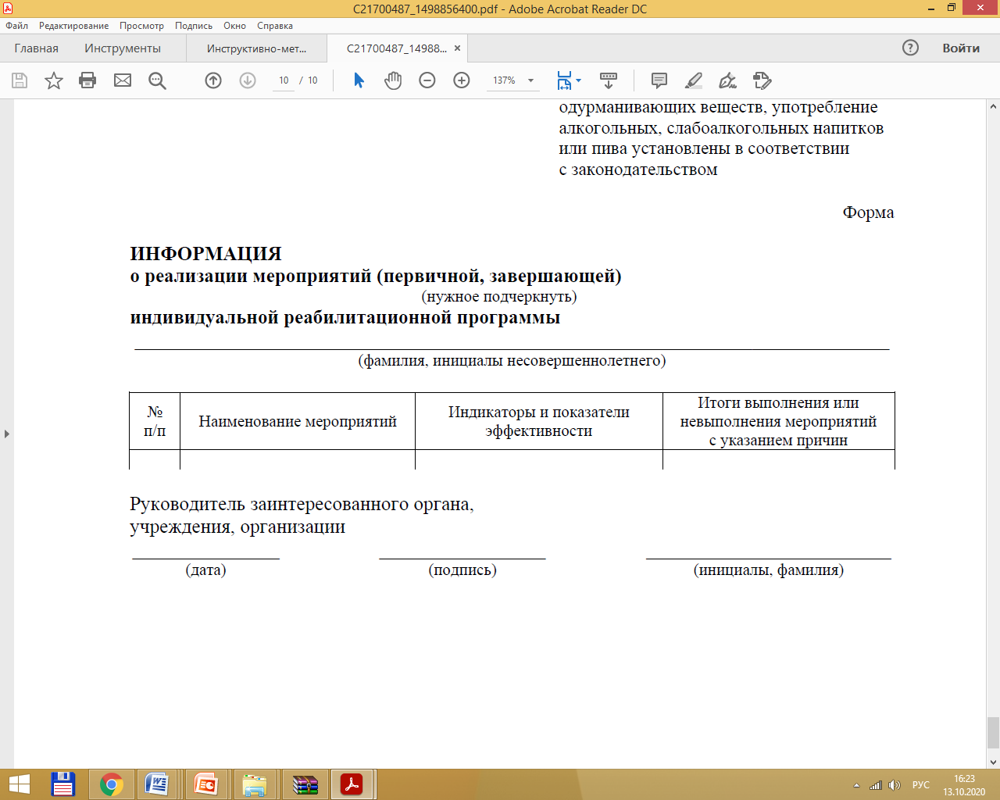 C21700487_1498856400.pdf - Adobe Acrobat Reader DC
Файл Редактирование Просмотр Подпись Окно Справка
Главная Инструменты Инструктивно-мет... C21700487_14988... × Войти
10 / 10 137%
одурманивающих веществ, употребление
алкогольных, слабоалкогольных напитков
или пива установлены в соответствии
с законодательством
Форма
ИНФОРМАЦИЯ
о реализации мероприятий (первичной, завершающей)
(нужное подчеркнуть)
индивидуальной реабилитационной программы
(фамилия, инициалы несовершеннолетнего)
№ п/п Наименование мероприятий Индикаторы и показатели эффективности Итоги выполнения или невыполнения мероприятий с указанием причин
Руководитель заинтересованного органа,
учреждения, организации
(дата) (подпись) (инициалы, фамилия)
РУС 16:23
13.10.2020